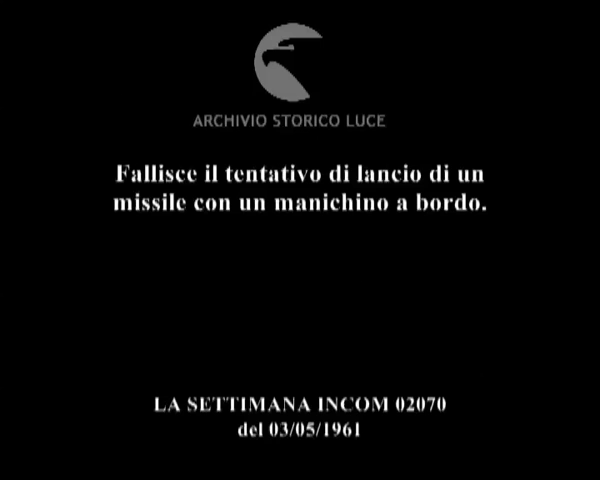 ARCHIVIO STORICO LUCE
Fallisce il tentativo di lancio di un
missile con un manichino a bordo.
LA SETTIMANA INCOM 02070
del 03/05/1961